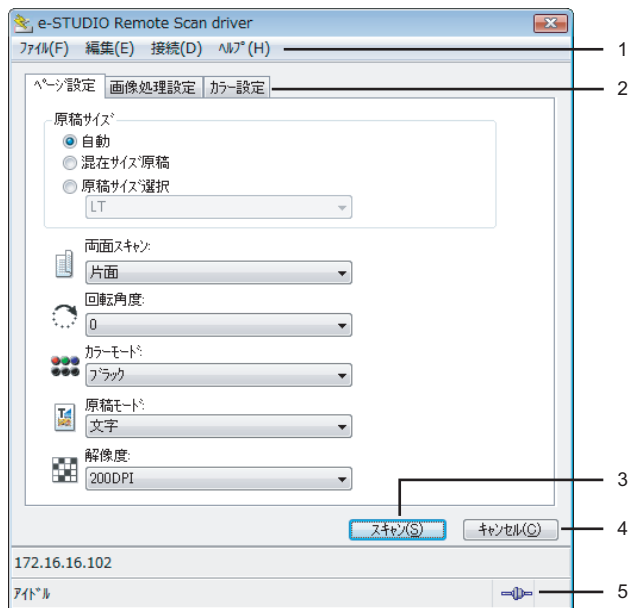 e-STUDIO Remote Scan driver
ﾌｧｲﾙ(F) 編集(E) 接続(D) ﾍﾙﾌﾟ(H)
1
ﾍﾟｰｼﾞ設定 画像処理設定 ｶﾗｰ設定
2
原稿ｻｲｽﾞ
自動
混在ｻｲｽﾞ原稿
原稿ｻｲｽﾞ選択
LT
両面ｽｷｬﾝ:
片面
回転角度:
0
ｶﾗｰﾓｰﾄﾞ:
ﾌﾞﾗｯｸ
原稿ﾓｰﾄﾞ:
文字
解像度:
200DPI
3
ｽｷｬﾝ(S) ｷｬﾝｾﾙ(C)
4
172.16.16.102
ｱｲﾄﾞﾙ
5